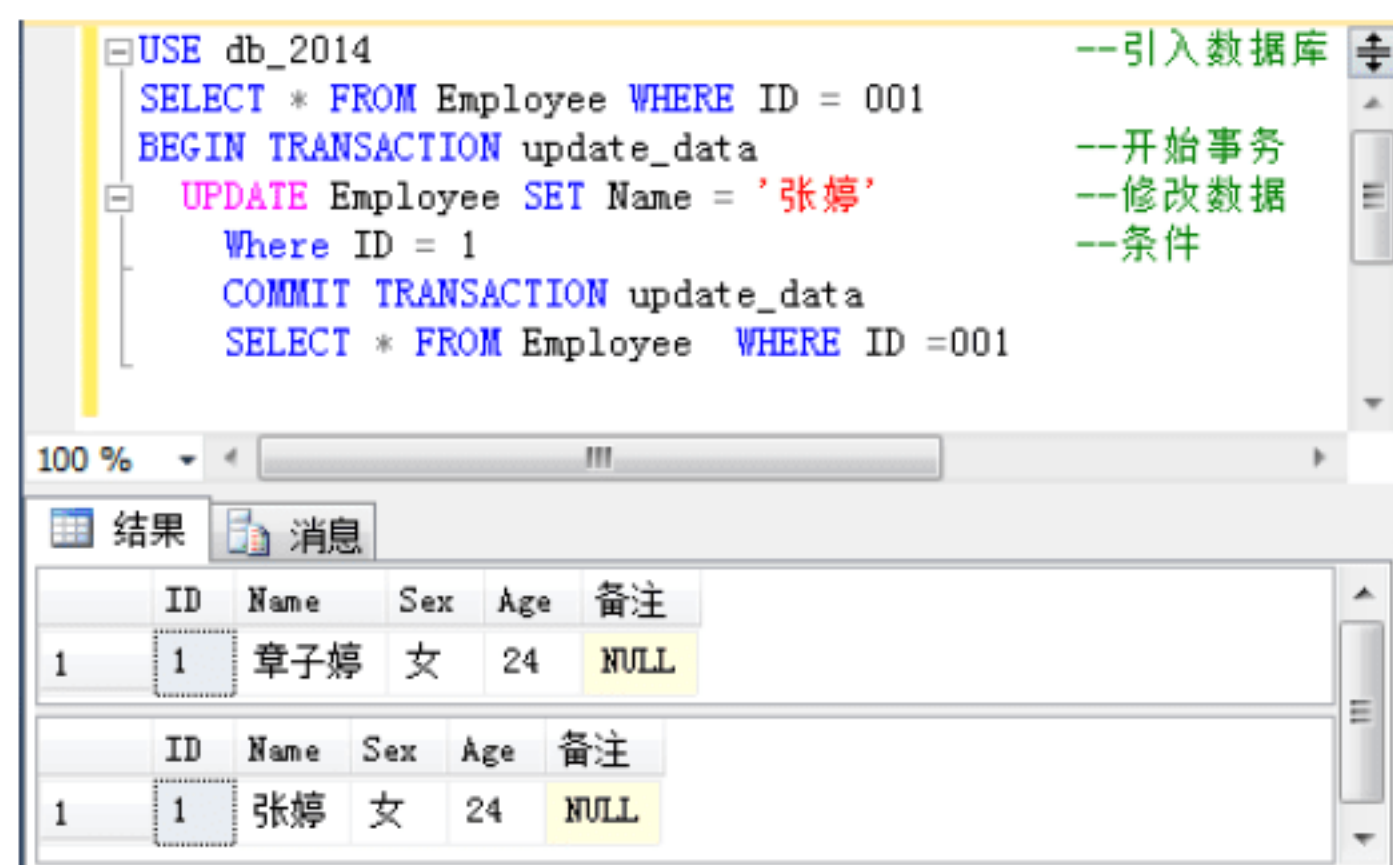 USE db_2014 --引入数据库
SELECT * FROM Employee WHERE ID = 001
BEGIN TRANSACTION update_data --开始事务
UPDATE Employee SET Name = '张婷' --修改数据
Where ID = 1 --条件
COMMIT TRANSACTION update_data
SELECT * FROM Employee WHERE ID =001
100 %
结果 消息
ID Name Sex Age 备注
1 1 章子婷 女 24 NULL
ID Name Sex Age 备注
1 1 张婷 女 24 NULL